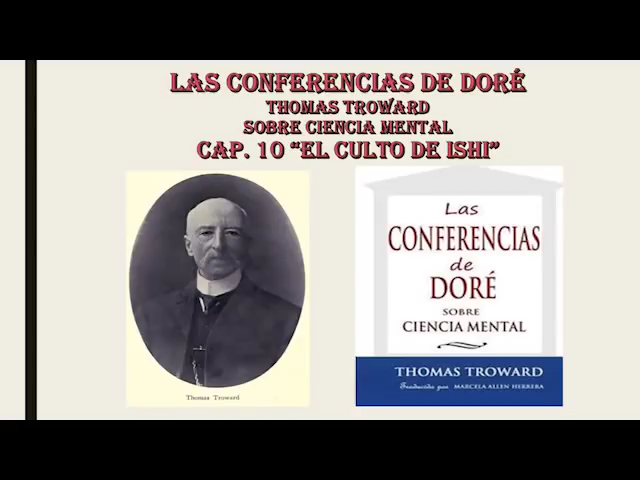 LAS CONFERENCIAS DE DORÉ
THOMAS TROWARD
SOBRE CIENCIA MENTAL
CAP. 10 “EL CULTO DE ISHI”
Thomas Troward
Las
CONFERENCIAS
de
DORÉ
SOBRE
CIENCIA MENTAL
THOMAS TROWARD
Traducido por MARCELA ALLEN HERRERA